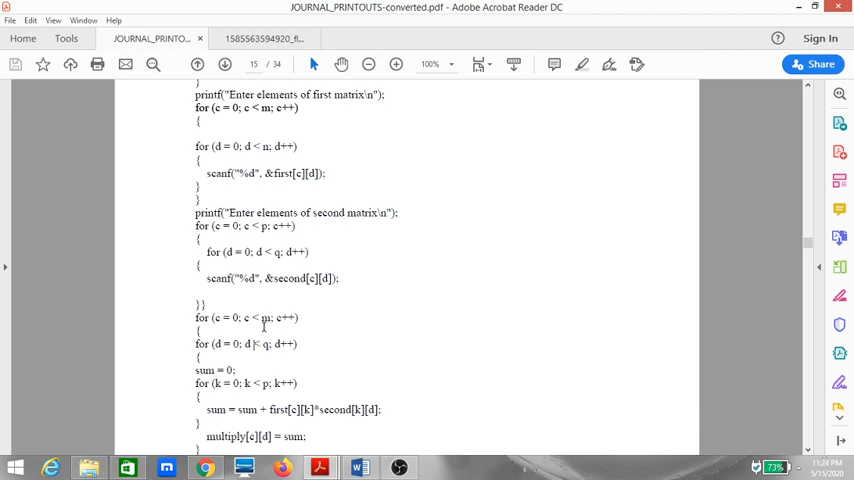 JOURNAL_PRINTOUTS-converted.pdf - Adobe Acrobat Reader DC
File Edit View Window Help
Home Tools JOURNAL_PRINTO... × 1585563594920_fl... Sign In
15 / 34 100% Share
}
printf("Enter elements of first matrix\n");
for (c = 0; c < m; c++)
{
for (d = 0; d < n; d++)
{
scanf("%d", &first[c][d]);
}
}
printf("Enter elements of second matrix\n");
for (c = 0; c < p; c++)
{
for (d = 0; d < q; d++)
{
scanf("%d", &second[c][d]);
}}
for (c = 0; c < m; c++)
{
for (d = 0; d < q; d++)
{
sum = 0;
for (k = 0; k < p; k++)
{
sum = sum + first[c][k]*second[k][d];
}
multiply[c][d] = sum;
}
73%
11:24 PM
5/15/2020